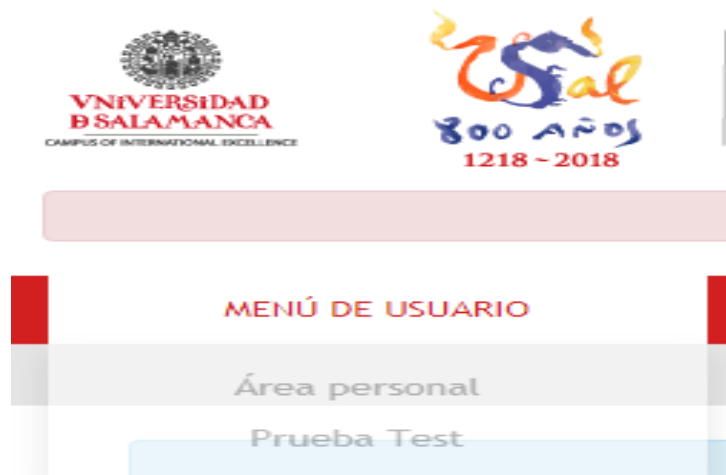 VNiVERSiDAD
D SALAMANCA
CAMPUS OF INTERNATIONAL EXCELLENCE
USal
800 AÑOS
1218 ~ 2018
MENÚ DE USUARIO
Área personal
Prueba Test